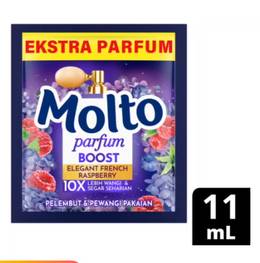 EKSTRA PARFUM
Molto
parfum
BOOST
ELEGANT FRENCH
RASPBERRY
10X LEBIH WANGI &
SEGAR SEHARIAN
PELEMBUT & PEWANGI PAKAIAN
11
mL